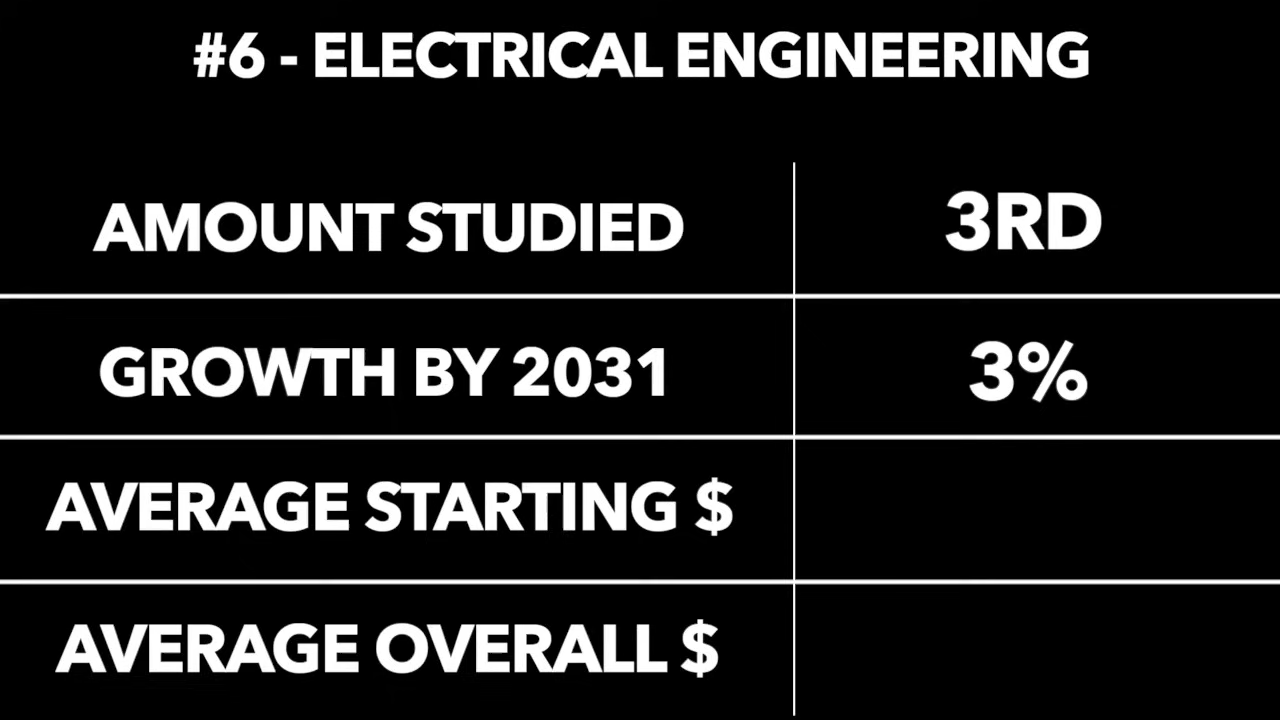 #6 - ELECTRICAL ENGINEERING
AMOUNT STUDIED 3RD
GROWTH BY 2031 3%
AVERAGE STARTING $
AVERAGE OVERALL $